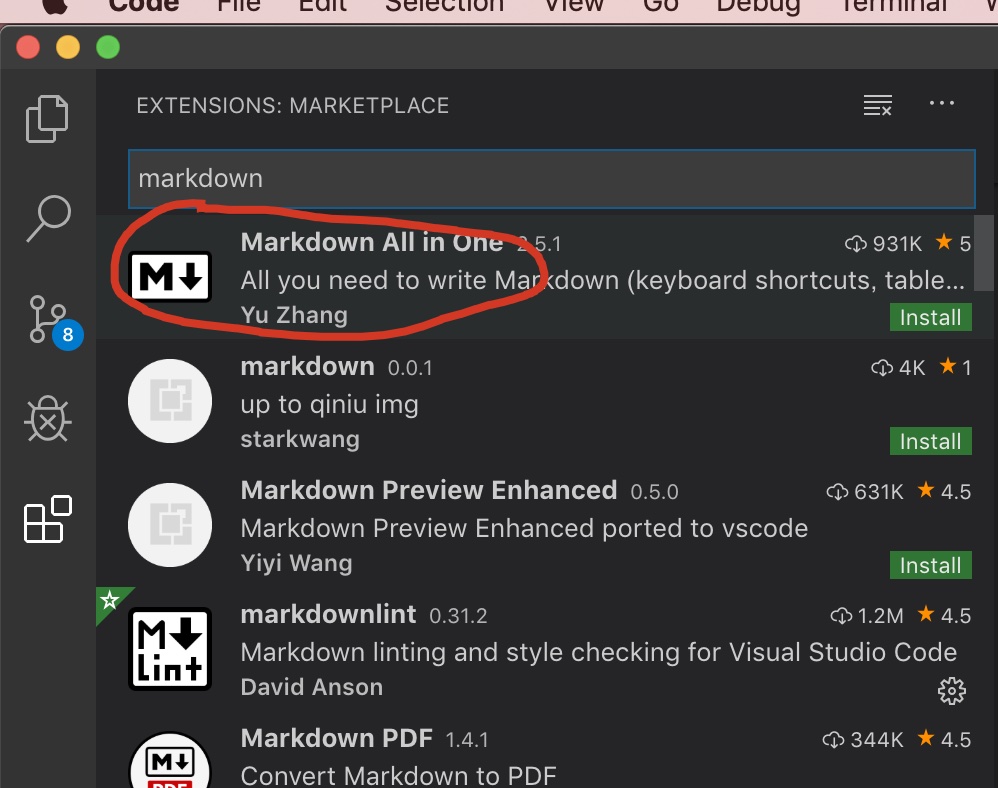 Code File Edit Selection View Go Debug Terminal
EXTENSIONS: MARKETPLACE
markdown
Markdown All in One 2.5.1 931K 5
M
All you need to write Markdown (keyboard shortcuts, table...
Yu Zhang Install
8
markdown 0.0.1 4K 1
up to qiniu img
starkwang Install
Markdown Preview Enhanced 0.5.0 631K 4.5
Markdown Preview Enhanced ported to vscode
Yiyi Wang Install
markdownlint 0.31.2 1.2M 4.5
M
Lint
Markdown linting and style checking for Visual Studio Code
David Anson
Markdown PDF 1.4.1 344K 4.5
M
PDF
Convert Markdown to PDF